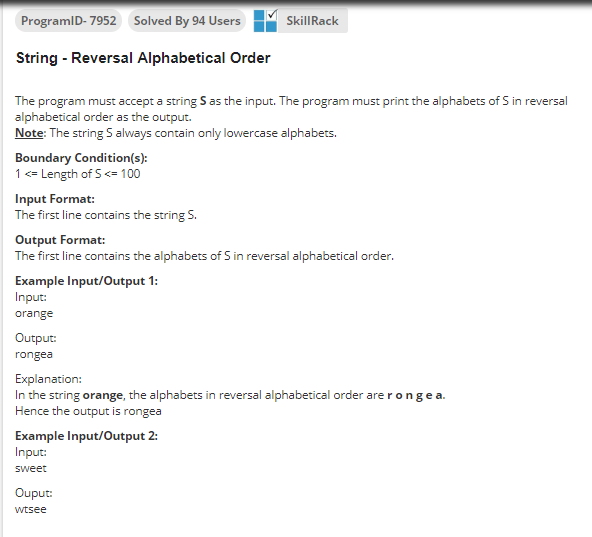 ProgramID- 7952 Solved By 94 Users SkillRack
String - Reversal Alphabetical Order
The program must accept a string S as the input. The program must print the alphabets of S in reversal
alphabetical order as the output.
Note: The string S always contain only lowercase alphabets.
Boundary Condition(s):
1 <= Length of S <= 100
Input Format:
The first line contains the string S.
Output Format:
The first line contains the alphabets of S in reversal alphabetical order.
Example Input/Output 1:
Input:
orange
Output:
rongea
Explanation:
In the string orange, the alphabets in reversal alphabetical order are r o n g e a.
Hence the output is rongea
Example Input/Output 2:
Input:
sweet
Ouput:
wtsee